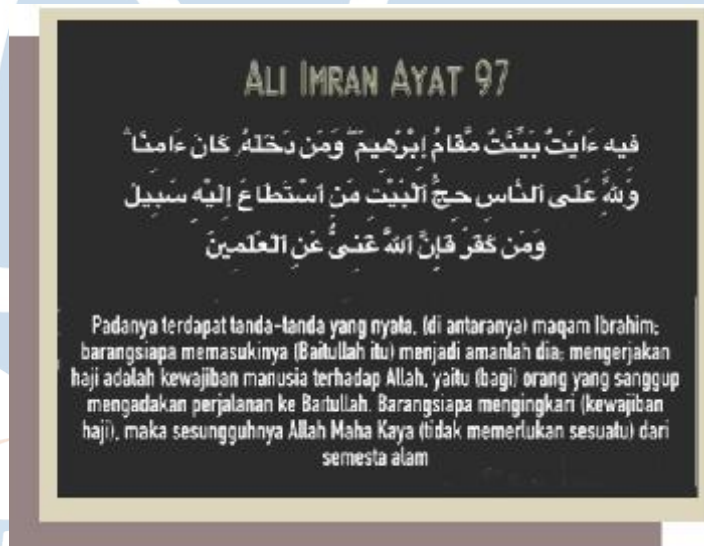 ALI IMRAN AYAT 97
فيه ءَايَٰتٌۢ بَيِّنَٰتٌ مَّقَامُ إِبْرَٰهِيمَ ۖ وَمَن دَخَلَهُۥ كَانَ ءَامِنًا ۗ
وَلِلَّهِ عَلَى ٱلنَّاسِ حِجُّ ٱلْبَيْتِ مَنِ ٱسْتَطَاعَ إِلَيْهِ سَبِيلً
وَمَن كَفَرَ فَإِنَّ ٱللَّهَ غَنِىٌّ عَنِ ٱلْعَٰلَمِينَ
Padanya terdapat tanda-tanda yang nyata, (di antaranya) maqam Ibrahim;
barangsiapa memasukinya (Baitullah itu) menjadi amanlah dia; mengerjakan
haji adalah kewajiban manusia terhadap Allah, yaitu (bagi) orang yang sanggup
mengadakan perjalanan ke Baitullah. Barangsiapa mengingkari (kewajiban
haji), maka sesungguhnya Allah Maha Kaya (tidak memerlukan sesuatu) dari
semesta alam